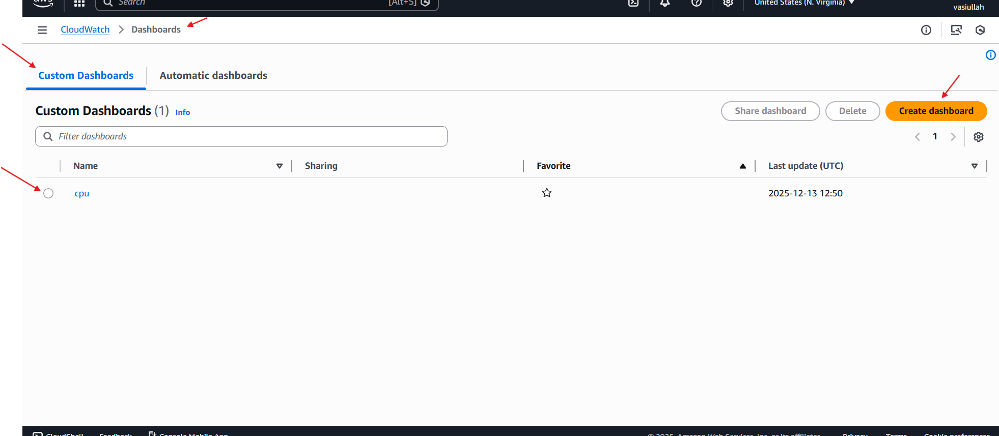 aws
Search [Alt+S]
United States (N. Virginia)
vasiullah
CloudWatch > Dashboards
Custom Dashboards
Automatic dashboards
Custom Dashboards (1) Info
Share dashboard
Delete
Create dashboard
Filter dashboards
1
Name Sharing Favorite Last update (UTC)
cpu 2025-12-13 12:50
CloudShell Feedback Console Mobile App © 2025, Amazon Web Services, Inc. or its affiliates. Privacy Terms Cookie preferences